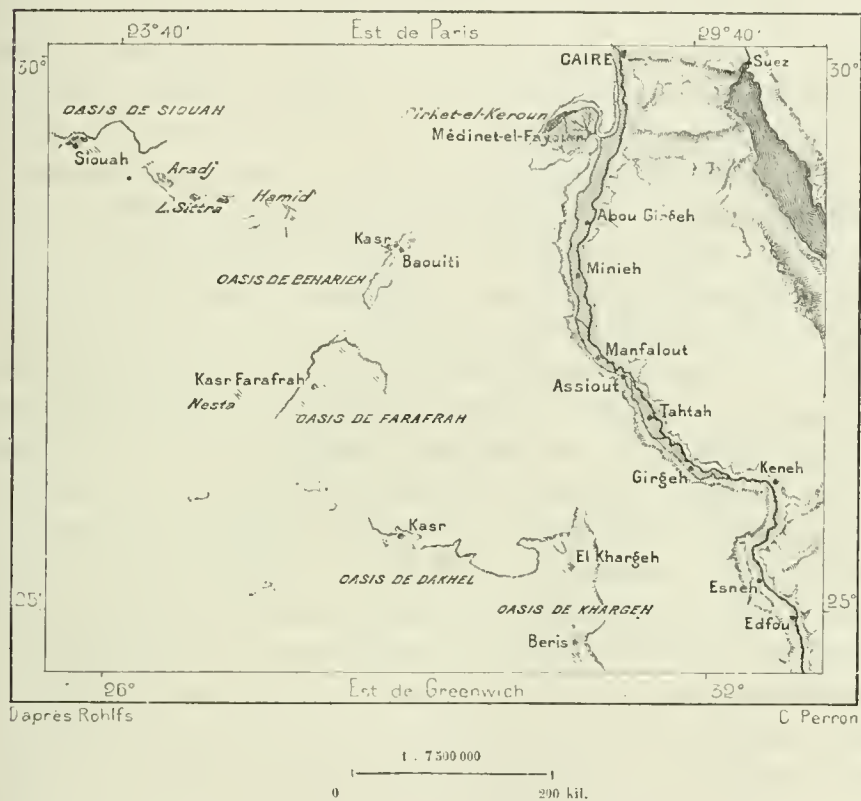 23°40'
Est de Paris
29°40'
30°
30°
CAIRE
Suez
OASIS DE SIOUAH
Birket-el-Keroun
Médinet-el-Fayoum
Siouah
Aradj
L. Sittra
Hamid
Abou Girgeh
Kasr
Baouiti
Minieh
OASIS DE BEHARIEH
Manfalout
Kasr Farafrah
Assiout
Nesta
Tahtah
OASIS DE FARAFRAH
Girgeh
Keneh
Kasr
El Khargeh
OASIS DE DAKHEL
Esneh
25°
OASIS DE KHARGEH
25°
Edfou
Beris
26°
Est de Greenwich
32°
D'après Rohlfs
C. Perron
1 : 7 500 000
0
200 kil.